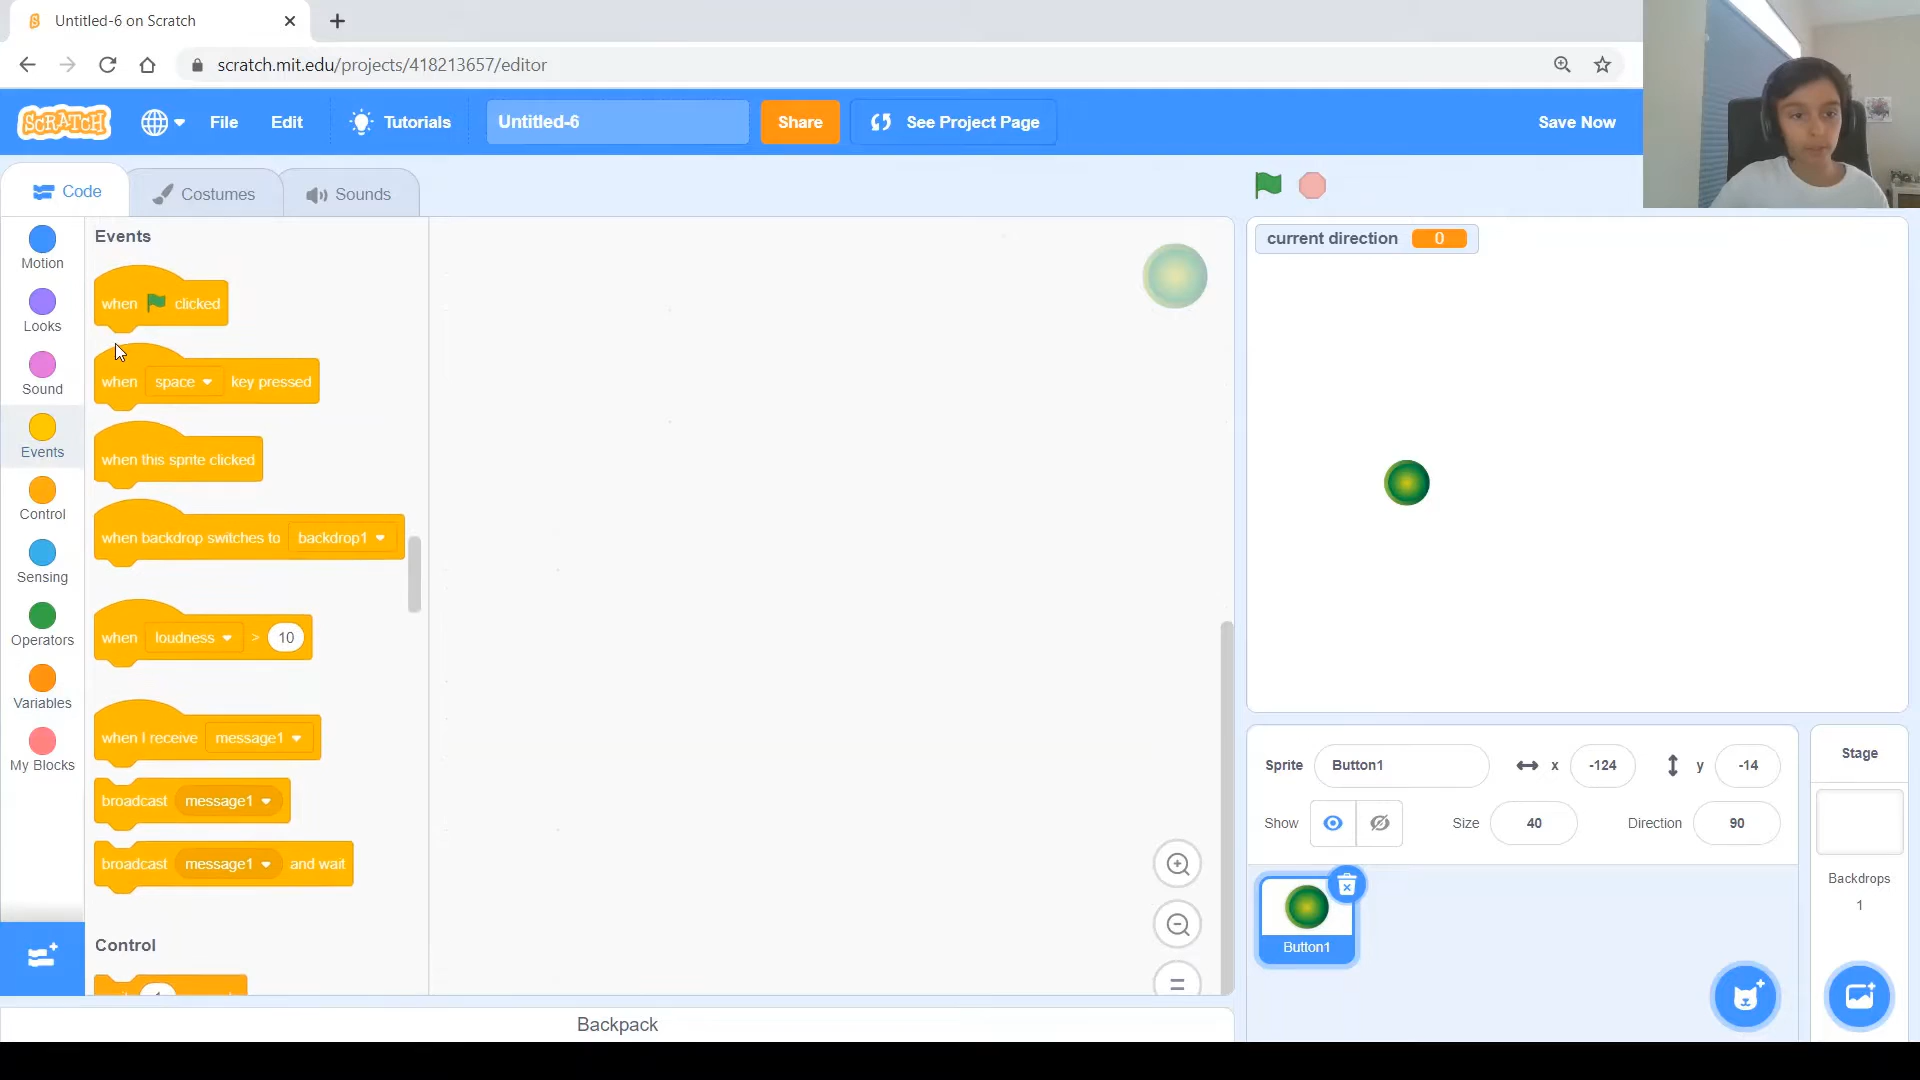 Untitled-6 on Scratch
scratch.mit.edu/projects/418213657/editor
SCRATCH
File
Edit
Tutorials
Untitled-6
Share
See Project Page
Save Now
Code
Costumes
Sounds
Motion
Looks
Sound
Events
Control
Sensing
Operators
Variables
My Blocks
Events
when clicked
when space key pressed
when this sprite clicked
when backdrop switches to backdrop1
when loudness > 10
when I receive message1
broadcast message1
broadcast message1 and wait
Control
current direction 0
Sprite Button1 x -124 y -14
Show Size 40 Direction 90
Button1
Stage
Backdrops
1
Backpack